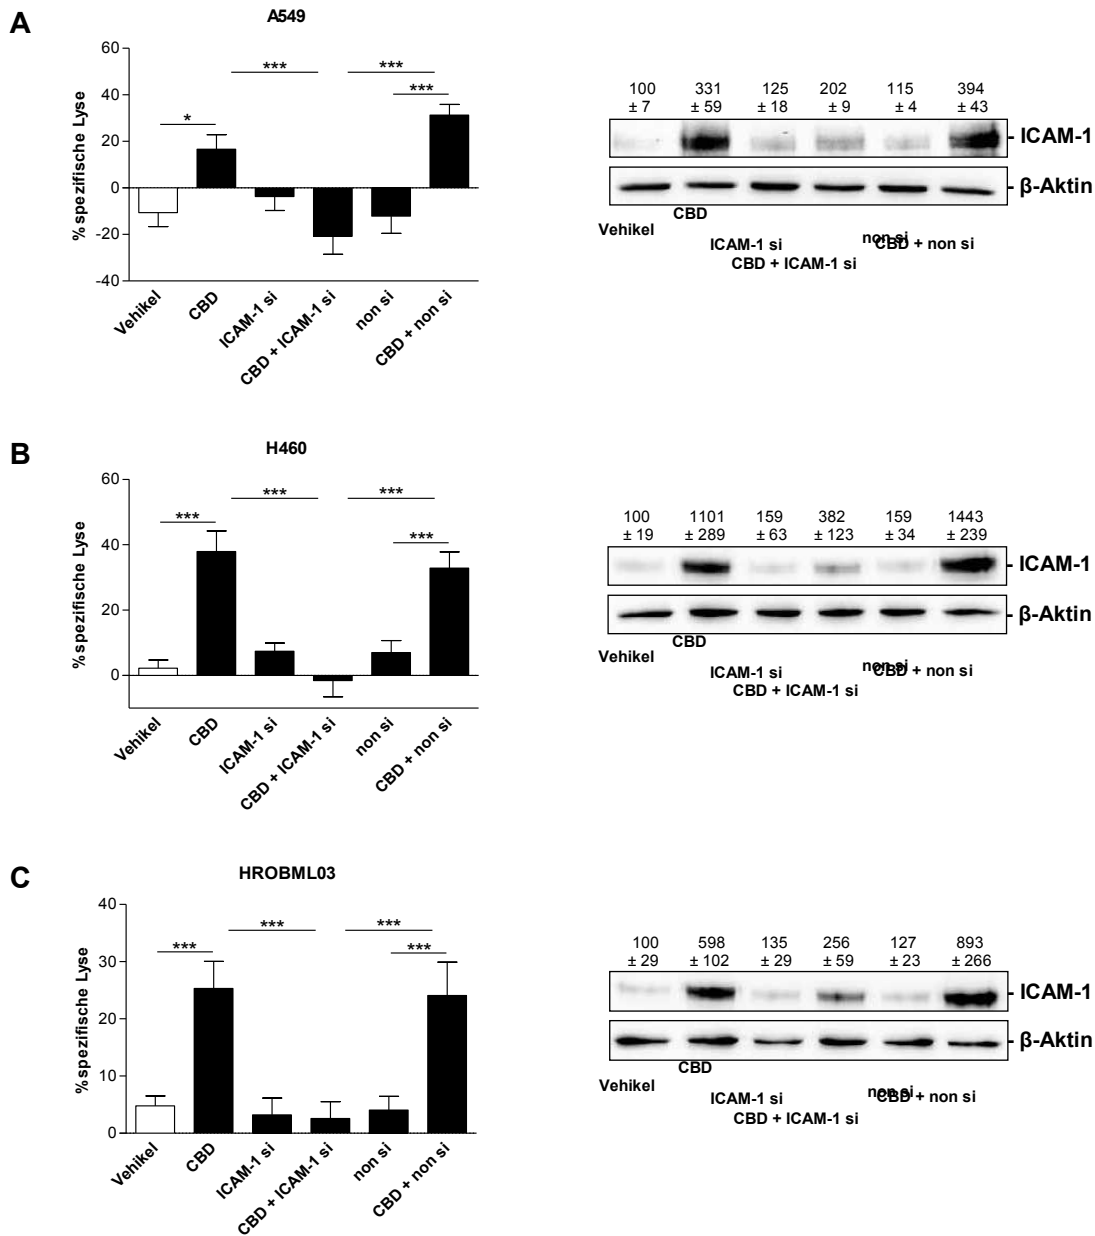 A
A549
% spezifische Lyse
60
40
20
0
-20
-40
*
***
***
***
Vehikel
CBD
ICAM-1 si
CBD + ICAM-1 si
non si
CBD + non si
100 331 125 202 115 394
± 7 ± 59 ± 18 ± 9 ± 4 ± 43
- ICAM-1
- β-Aktin
Vehikel
CBD
ICAM-1 si
CBD + ICAM-1 si
non si
CBD + non si
B
H460
% spezifische Lyse
60
40
20
0
***
***
***
***
Vehikel
CBD
ICAM-1 si
CBD + ICAM-1 si
non si
CBD + non si
100 1101 159 382 159 1443
± 19 ± 289 ± 63 ± 123 ± 34 ± 239
- ICAM-1
- β-Aktin
Vehikel
CBD
ICAM-1 si
CBD + ICAM-1 si
non si
CBD + non si
C
HROBML03
% spezifische Lyse
40
30
20
10
0
***
***
***
***
Vehikel
CBD
ICAM-1 si
CBD + ICAM-1 si
non si
CBD + non si
100 598 135 256 127 893
± 29 ± 102 ± 29 ± 59 ± 23 ± 266
- ICAM-1
- β-Aktin
Vehikel
CBD
ICAM-1 si
CBD + ICAM-1 si
non si
CBD + non si